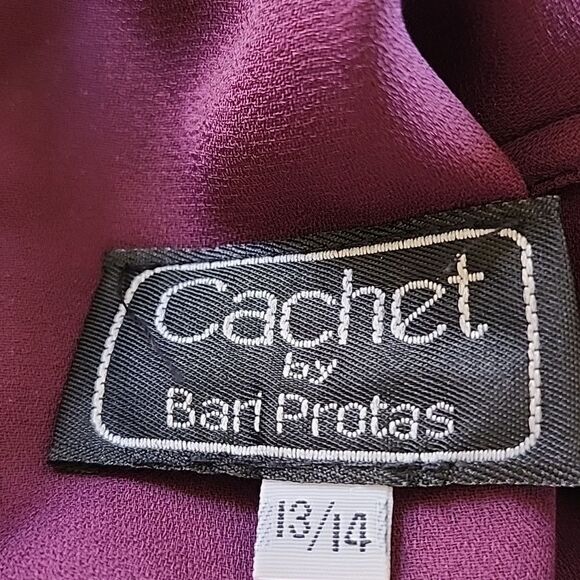 Cachet
by
Bari Protas
13/14